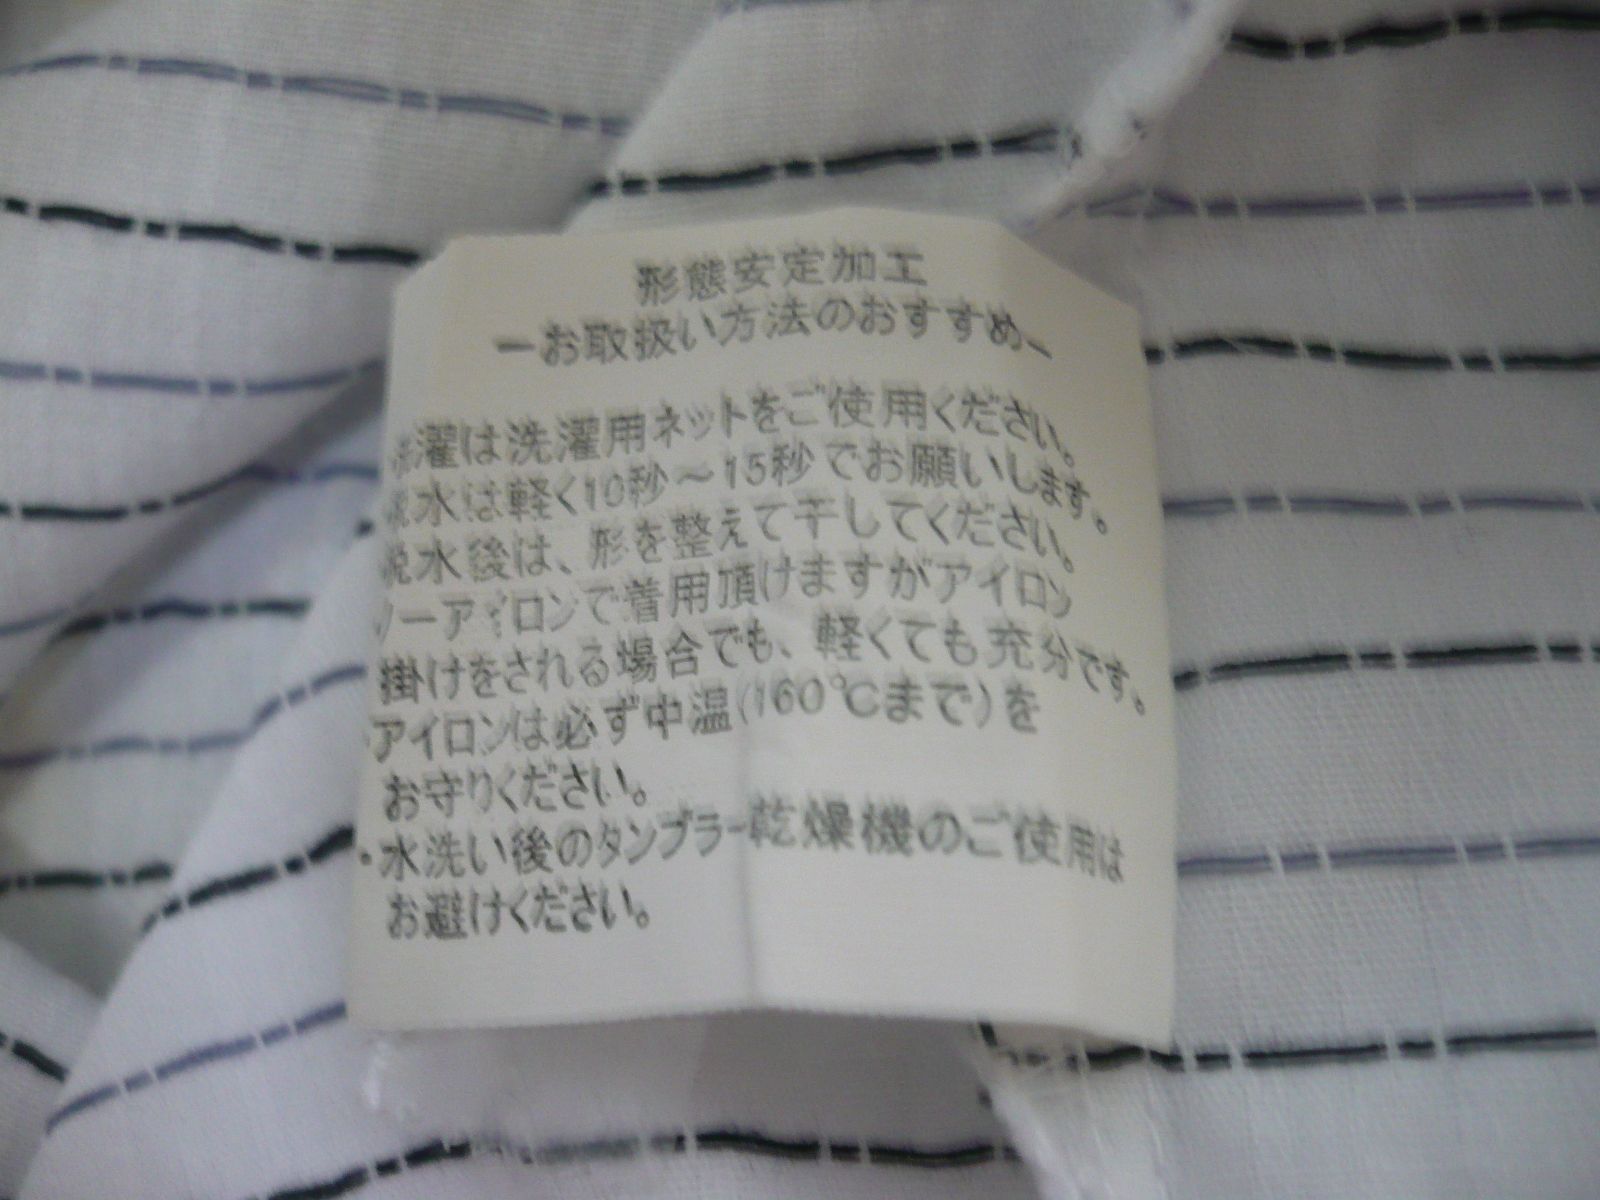 形態安定加工
ーお取扱い方法のおすすめー
洗濯は洗濯用ネットをご使用ください。
脱水は軽く10秒～15秒でお願いします。
脱水後は、形を整えて干してください。
ノーアイロンで着用頂けますがアイロン
掛けをされる場合でも、軽くても充分です。
・アイロンは必ず中温(160℃まで)を
お守りください。
・水洗い後のタンブラー乾燥機のご使用は
お避けください。